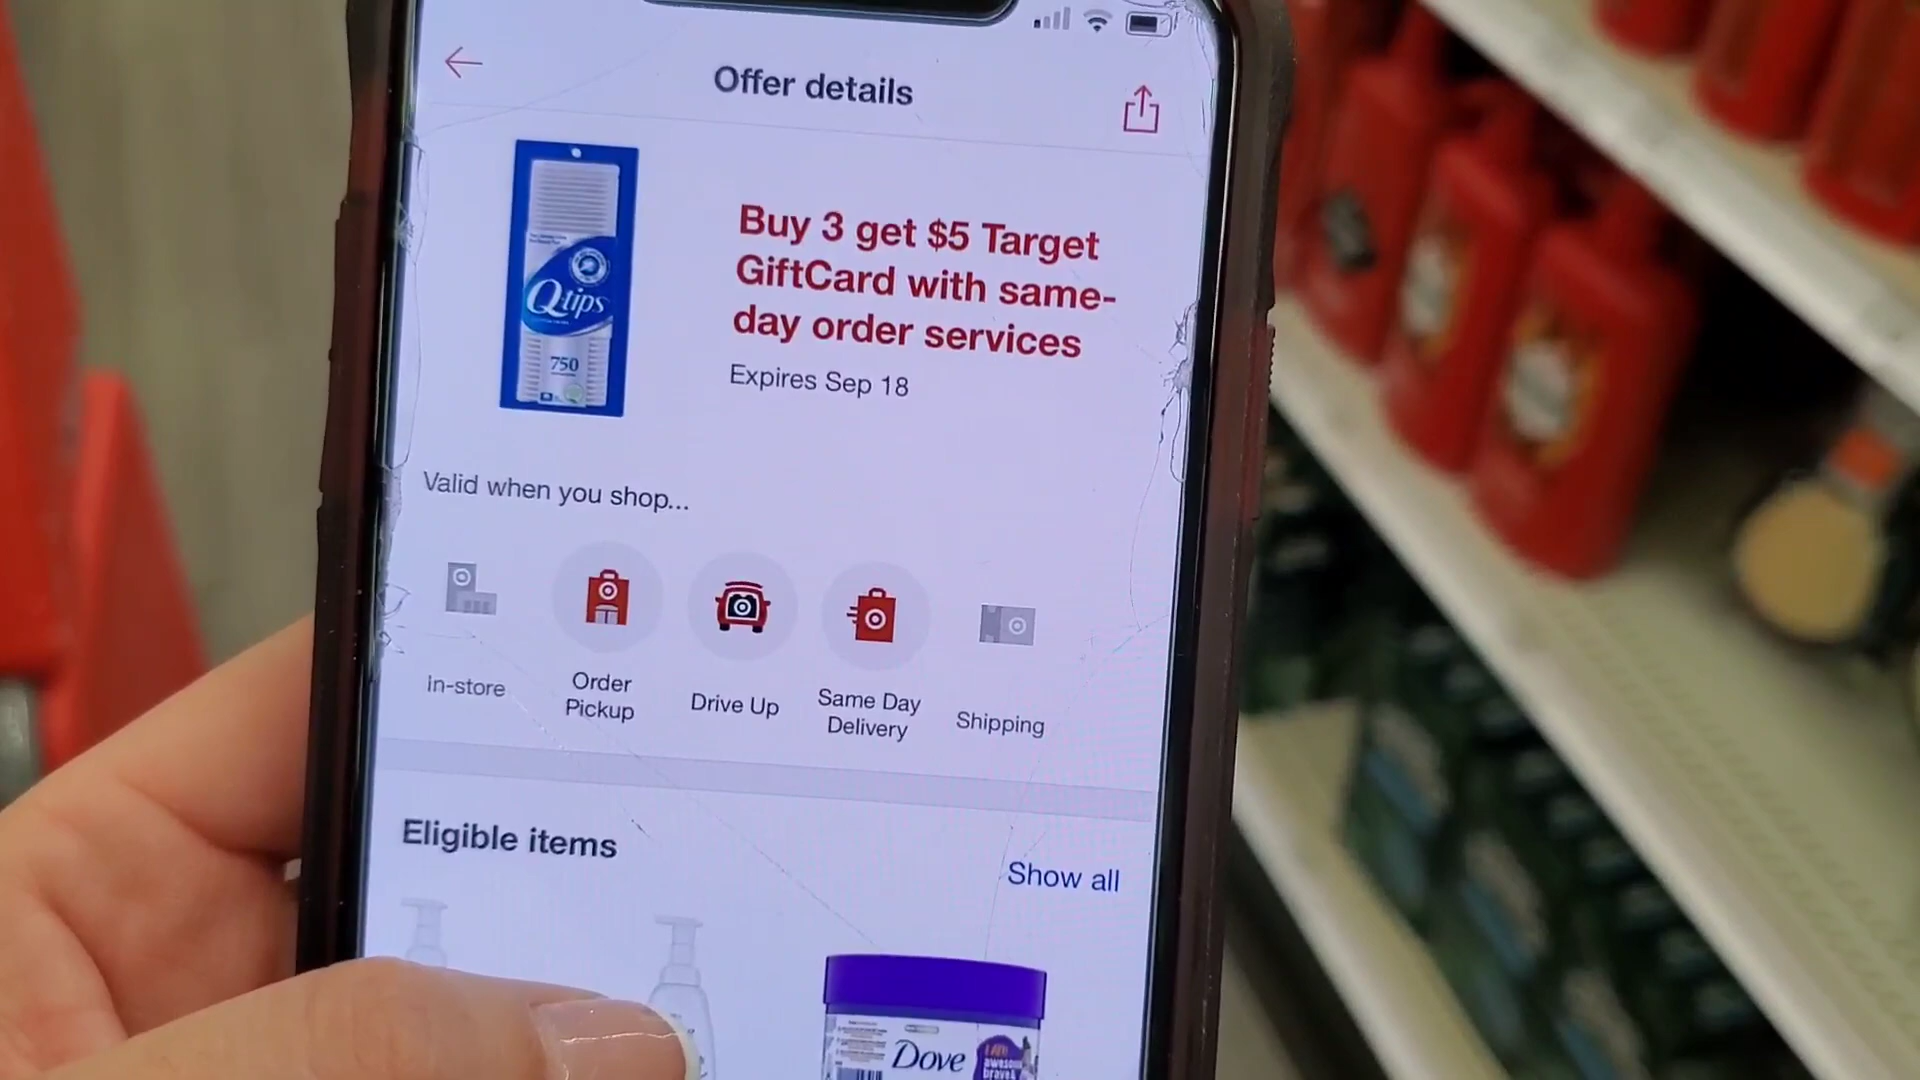 Offer details
Buy 3 get $5 Target
GiftCard with same-
day order services
Expires Sep 18
Q-tips
750
Valid when you shop...
in-store
Order
Pickup
Drive Up
Same Day
Delivery
Shipping
Eligible items
Show all
Dove